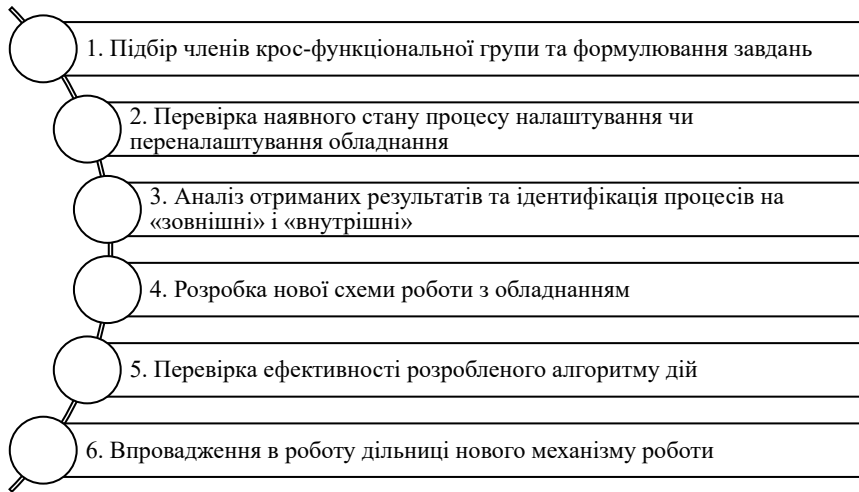 1. Підбір членів крос-функціональної групи та формулювання завдань
2. Перевірка наявного стану процесу налаштування чи
переналаштування обладнання
3. Аналіз отриманих результатів та ідентифікація процесів на
«зовнішні» і «внутрішні»
4. Розробка нової схеми роботи з обладнанням
5. Перевірка ефективності розробленого алгоритму дій
6. Впровадження в роботу дільниці нового механізму роботи